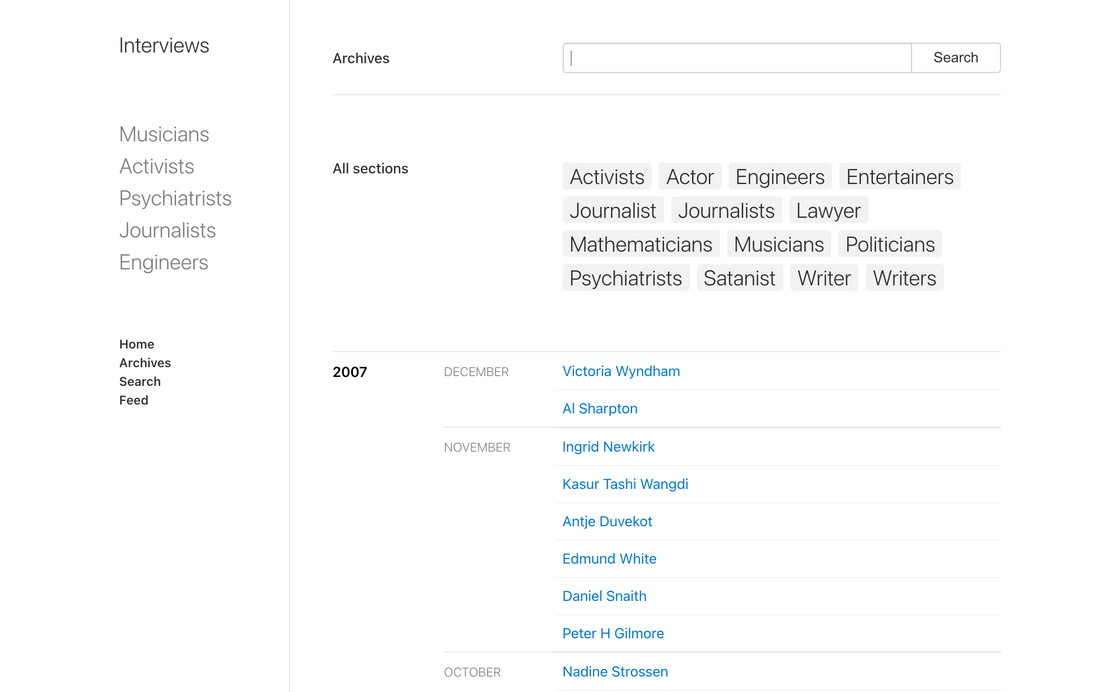 Interviews
Musicians
Activists
Psychiatrists
Journalists
Engineers
Home
Archives
Search
Feed
Archives
Search
All sections
Activists Actor Engineers Entertainers
Journalist Journalists Lawyer
Mathematicians Musicians Politicians
Psychiatrists Satanist Writer Writers
2007 DECEMBER Victoria Wyndham
Al Sharpton
NOVEMBER Ingrid Newkirk
Kasur Tashi Wangdi
Antje Duvekot
Edmund White
Daniel Snaith
Peter H Gilmore
OCTOBER Nadine Strossen